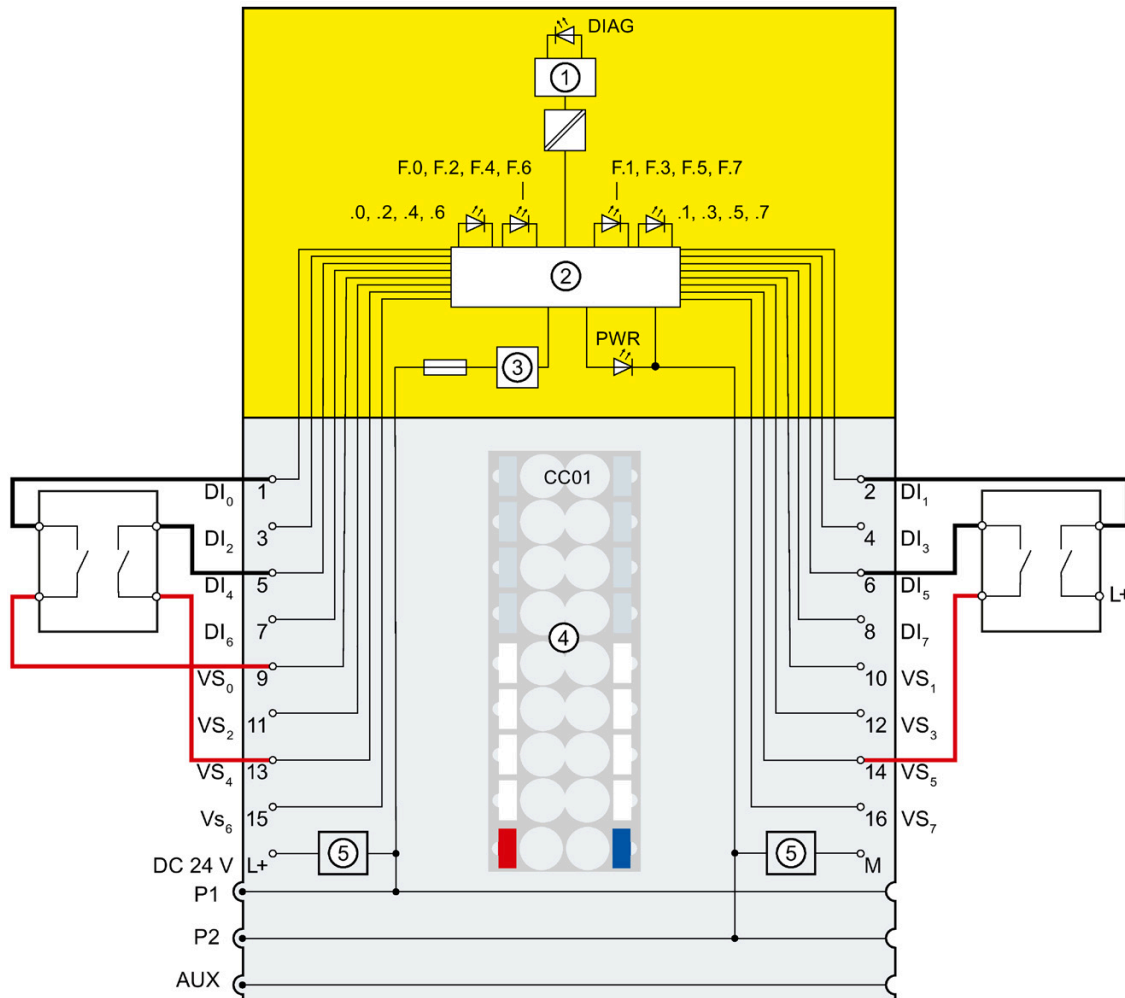 DIAG
①
F.0, F.2, F.4, F.6 F.1, F.3, F.5, F.7
.0, .2, .4, .6 .1, .3, .5, .7
②
PWR
③
CC01
DI₀ 1 2 DI₁
DI₂ 3 4 DI₃
DI₄ 5 6 DI₅ L+
DI₆ 7 8 DI₇
④
VS₀ 9 10 VS₁
VS₂ 11 12 VS₃
VS₄ 13 14 VS₅
Vs₆ 15 16 VS₇
DC 24 V L+ ⑤ ⑤ M
P1
P2
AUX